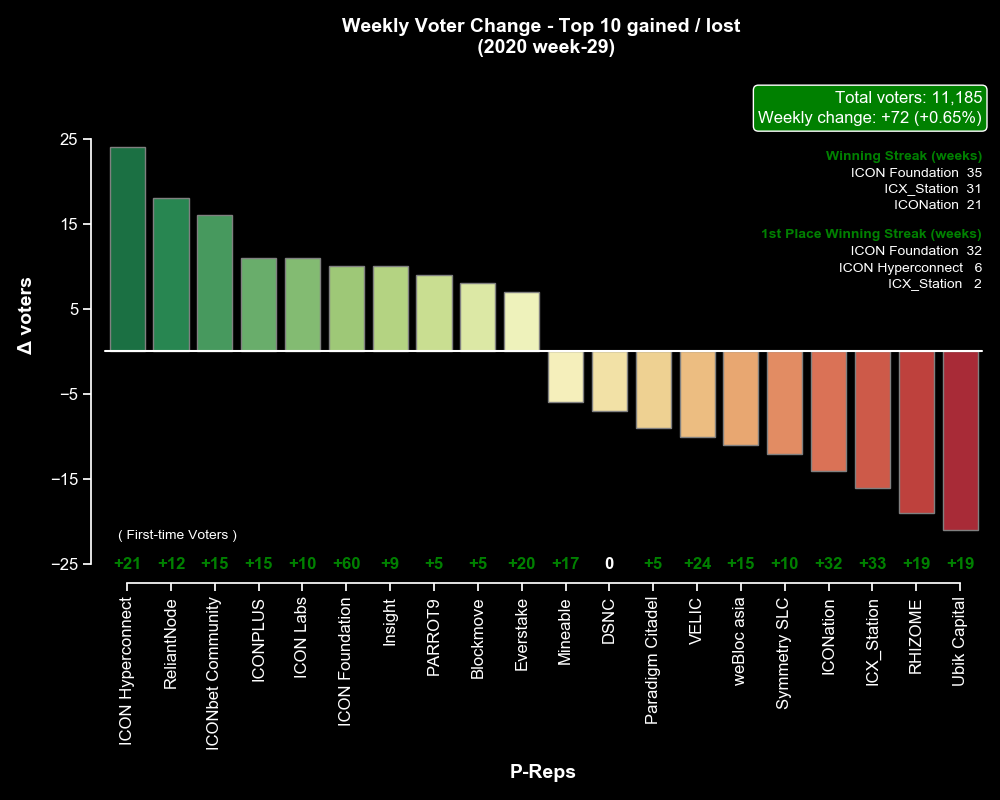 Weekly Voter Change - Top 10 gained / lost
(2020 week-29)
Total voters: 11,185
Weekly change: +72 (+0.65%)
Winning Streak (weeks)
ICON Foundation 35
ICX_Station 31
ICONation 21
1st Place Winning Streak (weeks)
ICON Foundation 32
ICON Hyperconnect 6
ICX_Station 2
Δ voters
25
15
5
−5
−15
−25
( First-time Voters )
+21 +12 +15 +15 +10 +60 +9 +5 +5 +20 +17 0 +5 +24 +15 +10 +32 +33 +19 +19
ICON Hyperconnect
ReliantNode
ICONbet Community
ICONPLUS
ICON Labs
ICON Foundation
Insight
PARROT9
Blockmove
Everstake
Mineable
DSNC
Paradigm Citadel
VELIC
weBloc asia
Symmetry SLC
ICONation
ICX_Station
RHIZOME
Ubik Capital
P-Reps